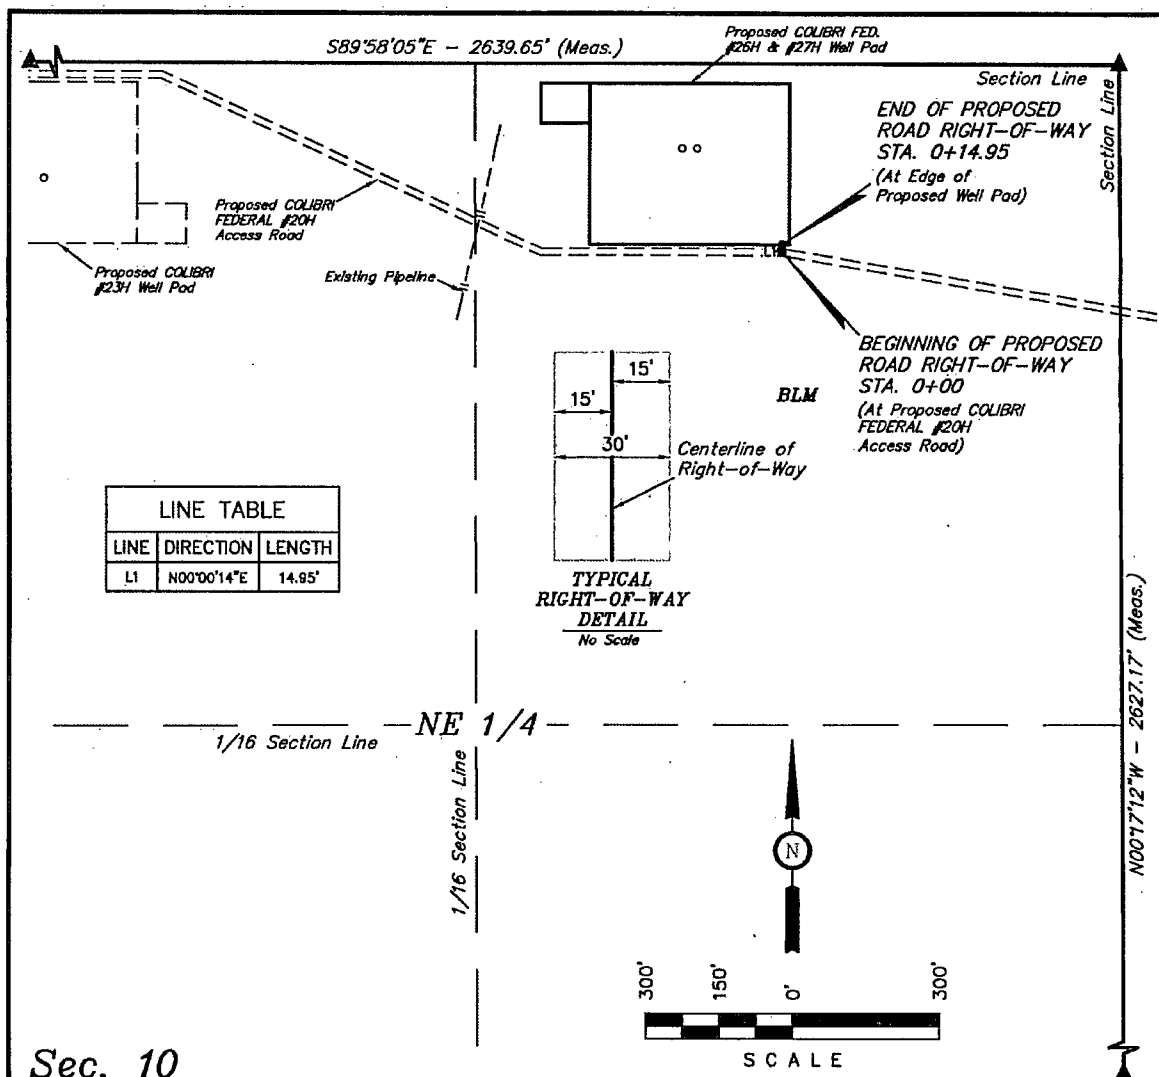 S89°58'05"E - 2639.65' (Meas.)
Proposed COLIBRI FED.
#26H & #27H Well Pad
Section Line
Section Line
END OF PROPOSED
ROAD RIGHT-OF-WAY
STA. 0+14.95
(At Edge of
Proposed Well Pad)
Proposed COLIBRI
FEDERAL #20H
Access Road
Proposed COLIBRI
#23H Well Pad
Existing Pipeline
L1
BEGINNING OF PROPOSED
ROAD RIGHT-OF-WAY
STA. 0+00
(At Proposed COLIBRI
FEDERAL #20H
Access Road)
BLM
15'
15'
30'
Centerline of
Right-of-Way
TYPICAL
RIGHT-OF-WAY
DETAIL
No Scale
LINE TABLE
LINE DIRECTION LENGTH
L1 N00°00'14"E 14.95'
N00°17'12"W - 2627.17' (Meas.)
NE 1/4
1/16 Section Line
1/16 Section Line
N
300' 150' 0' 300'
SCALE
Sec. 10